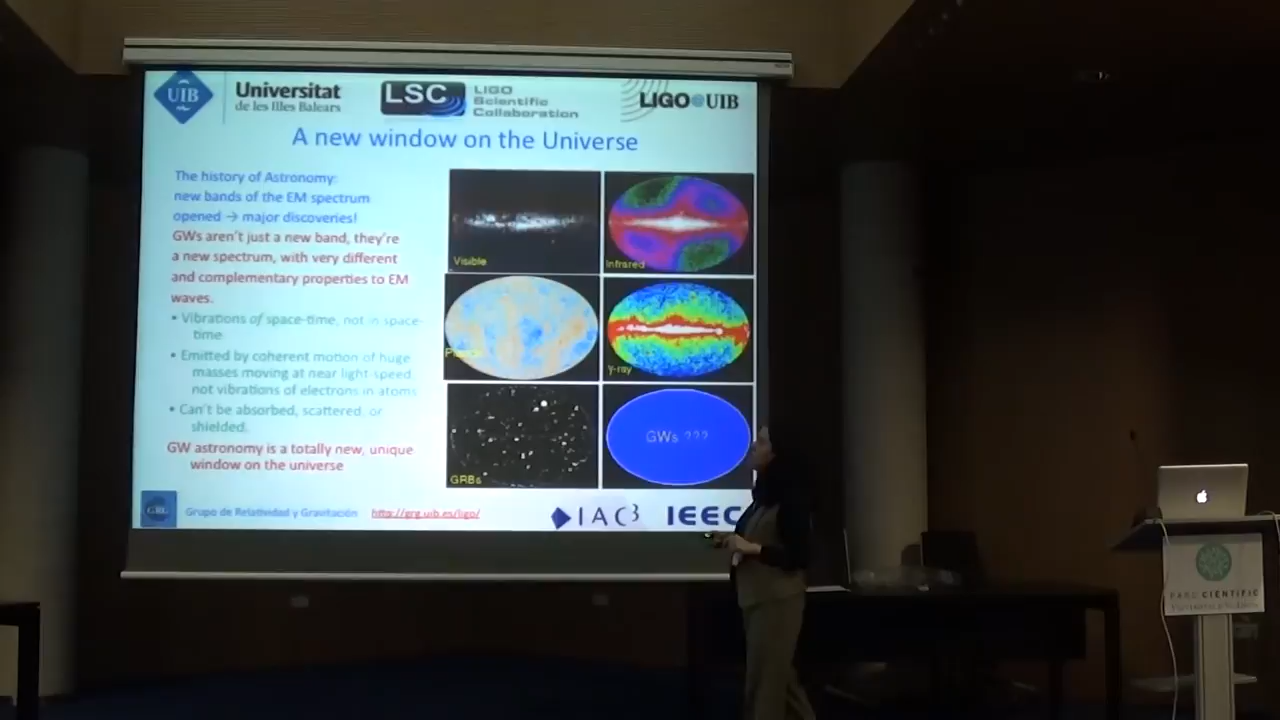 UIB
Universitat
de les Illes Balears
LSC
LIGO
Scientific
Collaboration
LIGO@UIB
A new window on the Universe
The history of Astronomy:
new bands of the EM spectrum
opened → major discoveries!
GWs aren't just a new band, they're
a new spectrum, with very different
and complementary properties to EM
waves.
• Vibrations of space-time, not in space-
time
• Emitted by coherent motion of huge
masses moving at near light-speed
not vibrations of electrons in atoms
• Can't be absorbed, scattered, or
shielded.
GW astronomy is a totally new, unique
window on the universe
Visible
Infrared
γ-ray
GRBs
GWs ???
Grupo de Relatividad y Gravitación
http://grg.uib.es/ligo/
IAC3
IEEC
PARC CIENTÍFIC